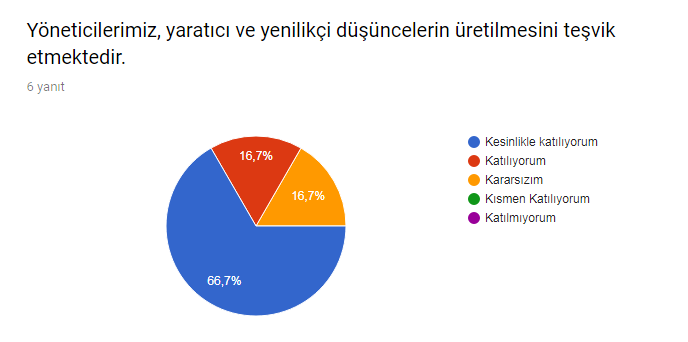 Yöneticilerimiz, yaratıcı ve yenilikçi düşüncelerin üretilmesini teşvik
etmektedir.
6 yanıt
16,7%
16,7%
66,7%
Kesinlikle katılıyorum
Katılıyorum
Kararsızım
Kısmen Katılıyorum
Katılmıyorum